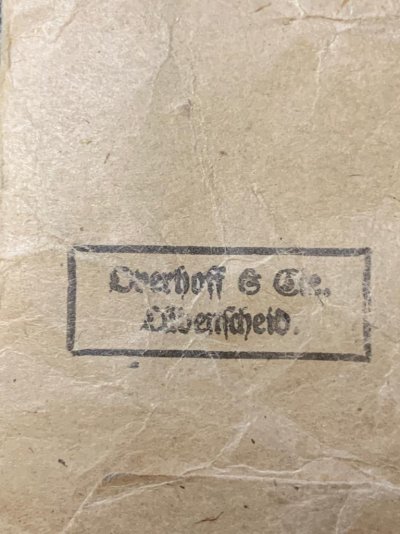 Overhoff & Cie.
Lüdenscheid.